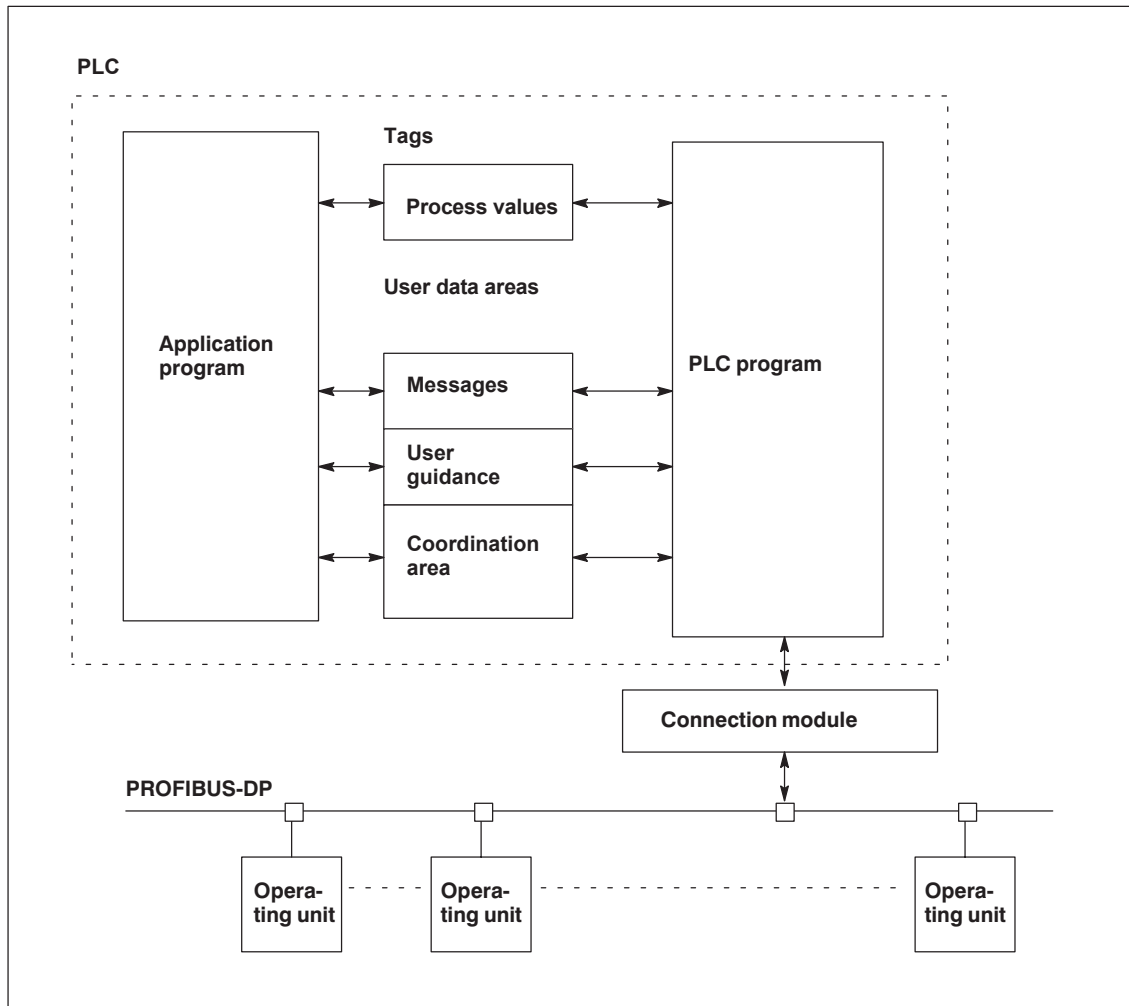 PLC
Tags
Process values
User data areas
Application
program
PLC program
Messages
User
guidance
Coordination
area
Connection module
PROFIBUS-DP
Opera-
ting unit
Opera-
ting unit
Opera-
ting unit